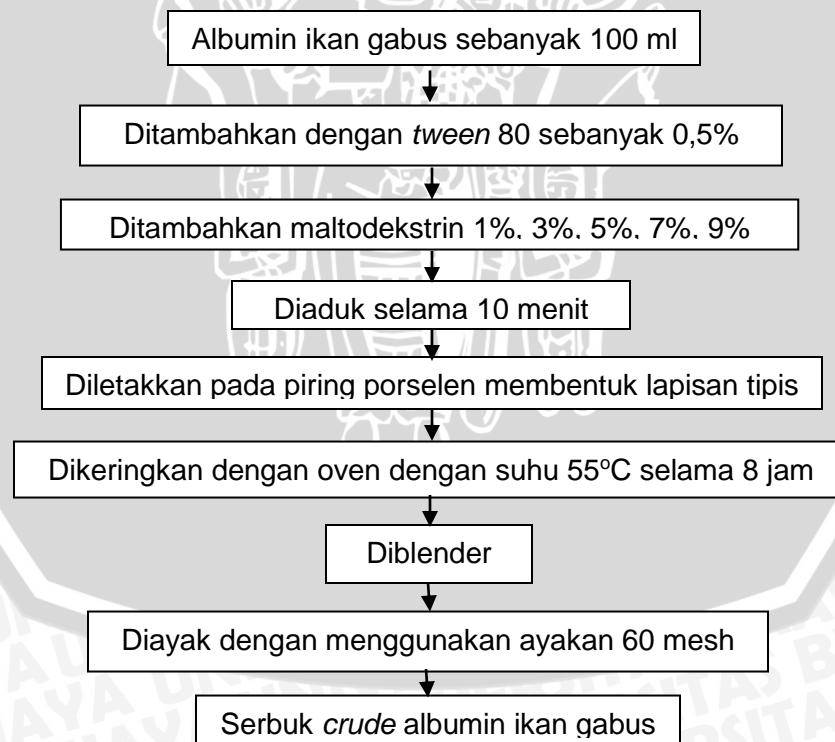 Albumin ikan gabus sebanyak 100 ml
Ditambahkan dengan tween 80 sebanyak 0,5%
Ditambahkan maltodekstrin 1%, 3%, 5%, 7%, 9%
Diaduk selama 10 menit
Diletakkan pada piring porselen membentuk lapisan tipis
Dikeringkan dengan oven dengan suhu 55°C selama 8 jam
Diblender
Diayak dengan menggunakan ayakan 60 mesh
Serbuk crude albumin ikan gabus